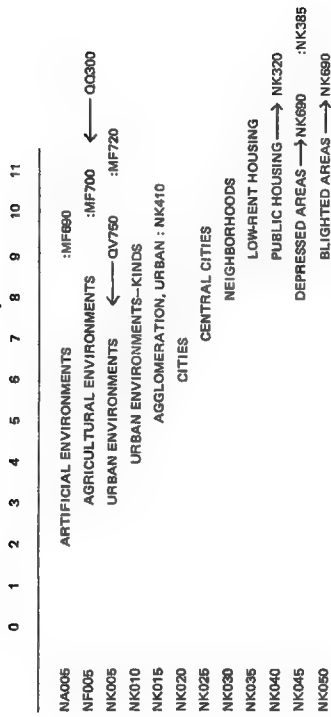 0 1 2 3 4 5 6 7 8 9 10 11
NA005 ARTIFICIAL ENVIRONMENTS :MF690
NF005 AGRICULTURAL ENVIRONMENTS :MF700 ← QQ300
NK005 URBAN ENVIRONMENTS ← QV760 :MF720
NK010 URBAN ENVIRONMENTS–KINDS
NK015 AGGLOMERATION, URBAN : NK410
NK020 CITIES
NK025 CENTRAL CITIES
NK030 NEIGHBORHOODS
NK035 LOW-RENT HOUSING
NK040 PUBLIC HOUSING → NK320
NK045 DEPRESSED AREAS → NK690 :NK385
NK050 BLIGHTED AREAS → NK690